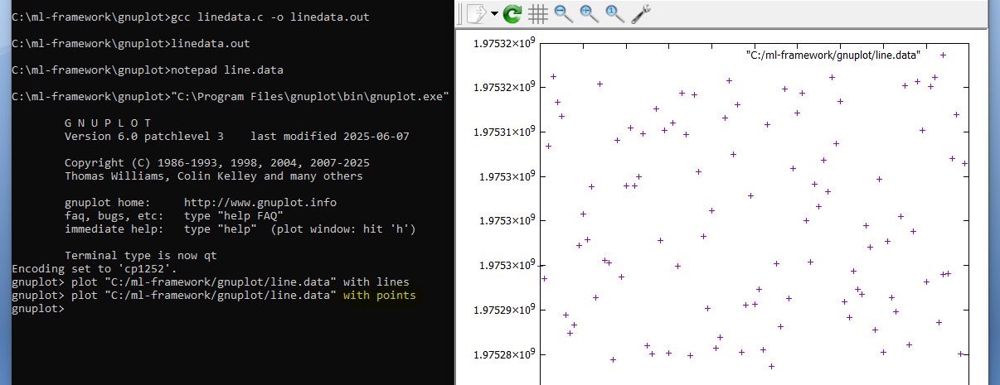 C:\ml-framework\gnuplot>gcc linedata.c -o linedata.out
C:\ml-framework\gnuplot>linedata.out
C:\ml-framework\gnuplot>notepad line.data
C:\ml-framework\gnuplot>"C:\Program Files\gnuplot\bin\gnuplot.exe"
G N U P L O T
Version 6.0 patchlevel 3    last modified 2025-06-07
Copyright (C) 1986-1993, 1998, 2004, 2007-2025
Thomas Williams, Colin Kelley and many others
gnuplot home:     http://www.gnuplot.info
faq, bugs, etc:   type "help FAQ"
immediate help:   type "help"  (plot window: hit 'h')
Terminal type is now qt
Encoding set to 'cp1252'.
gnuplot> plot "C:/ml-framework/gnuplot/line.data" with lines
gnuplot> plot "C:/ml-framework/gnuplot/line.data" with points
gnuplot>
"C:/ml-framework/gnuplot/line.data"
1.97532×10⁹
1.97532×10⁹
1.97531×10⁹
1.9753×10⁹
1.9753×10⁹
1.9753×10⁹
1.97529×10⁹
1.97528×10⁹